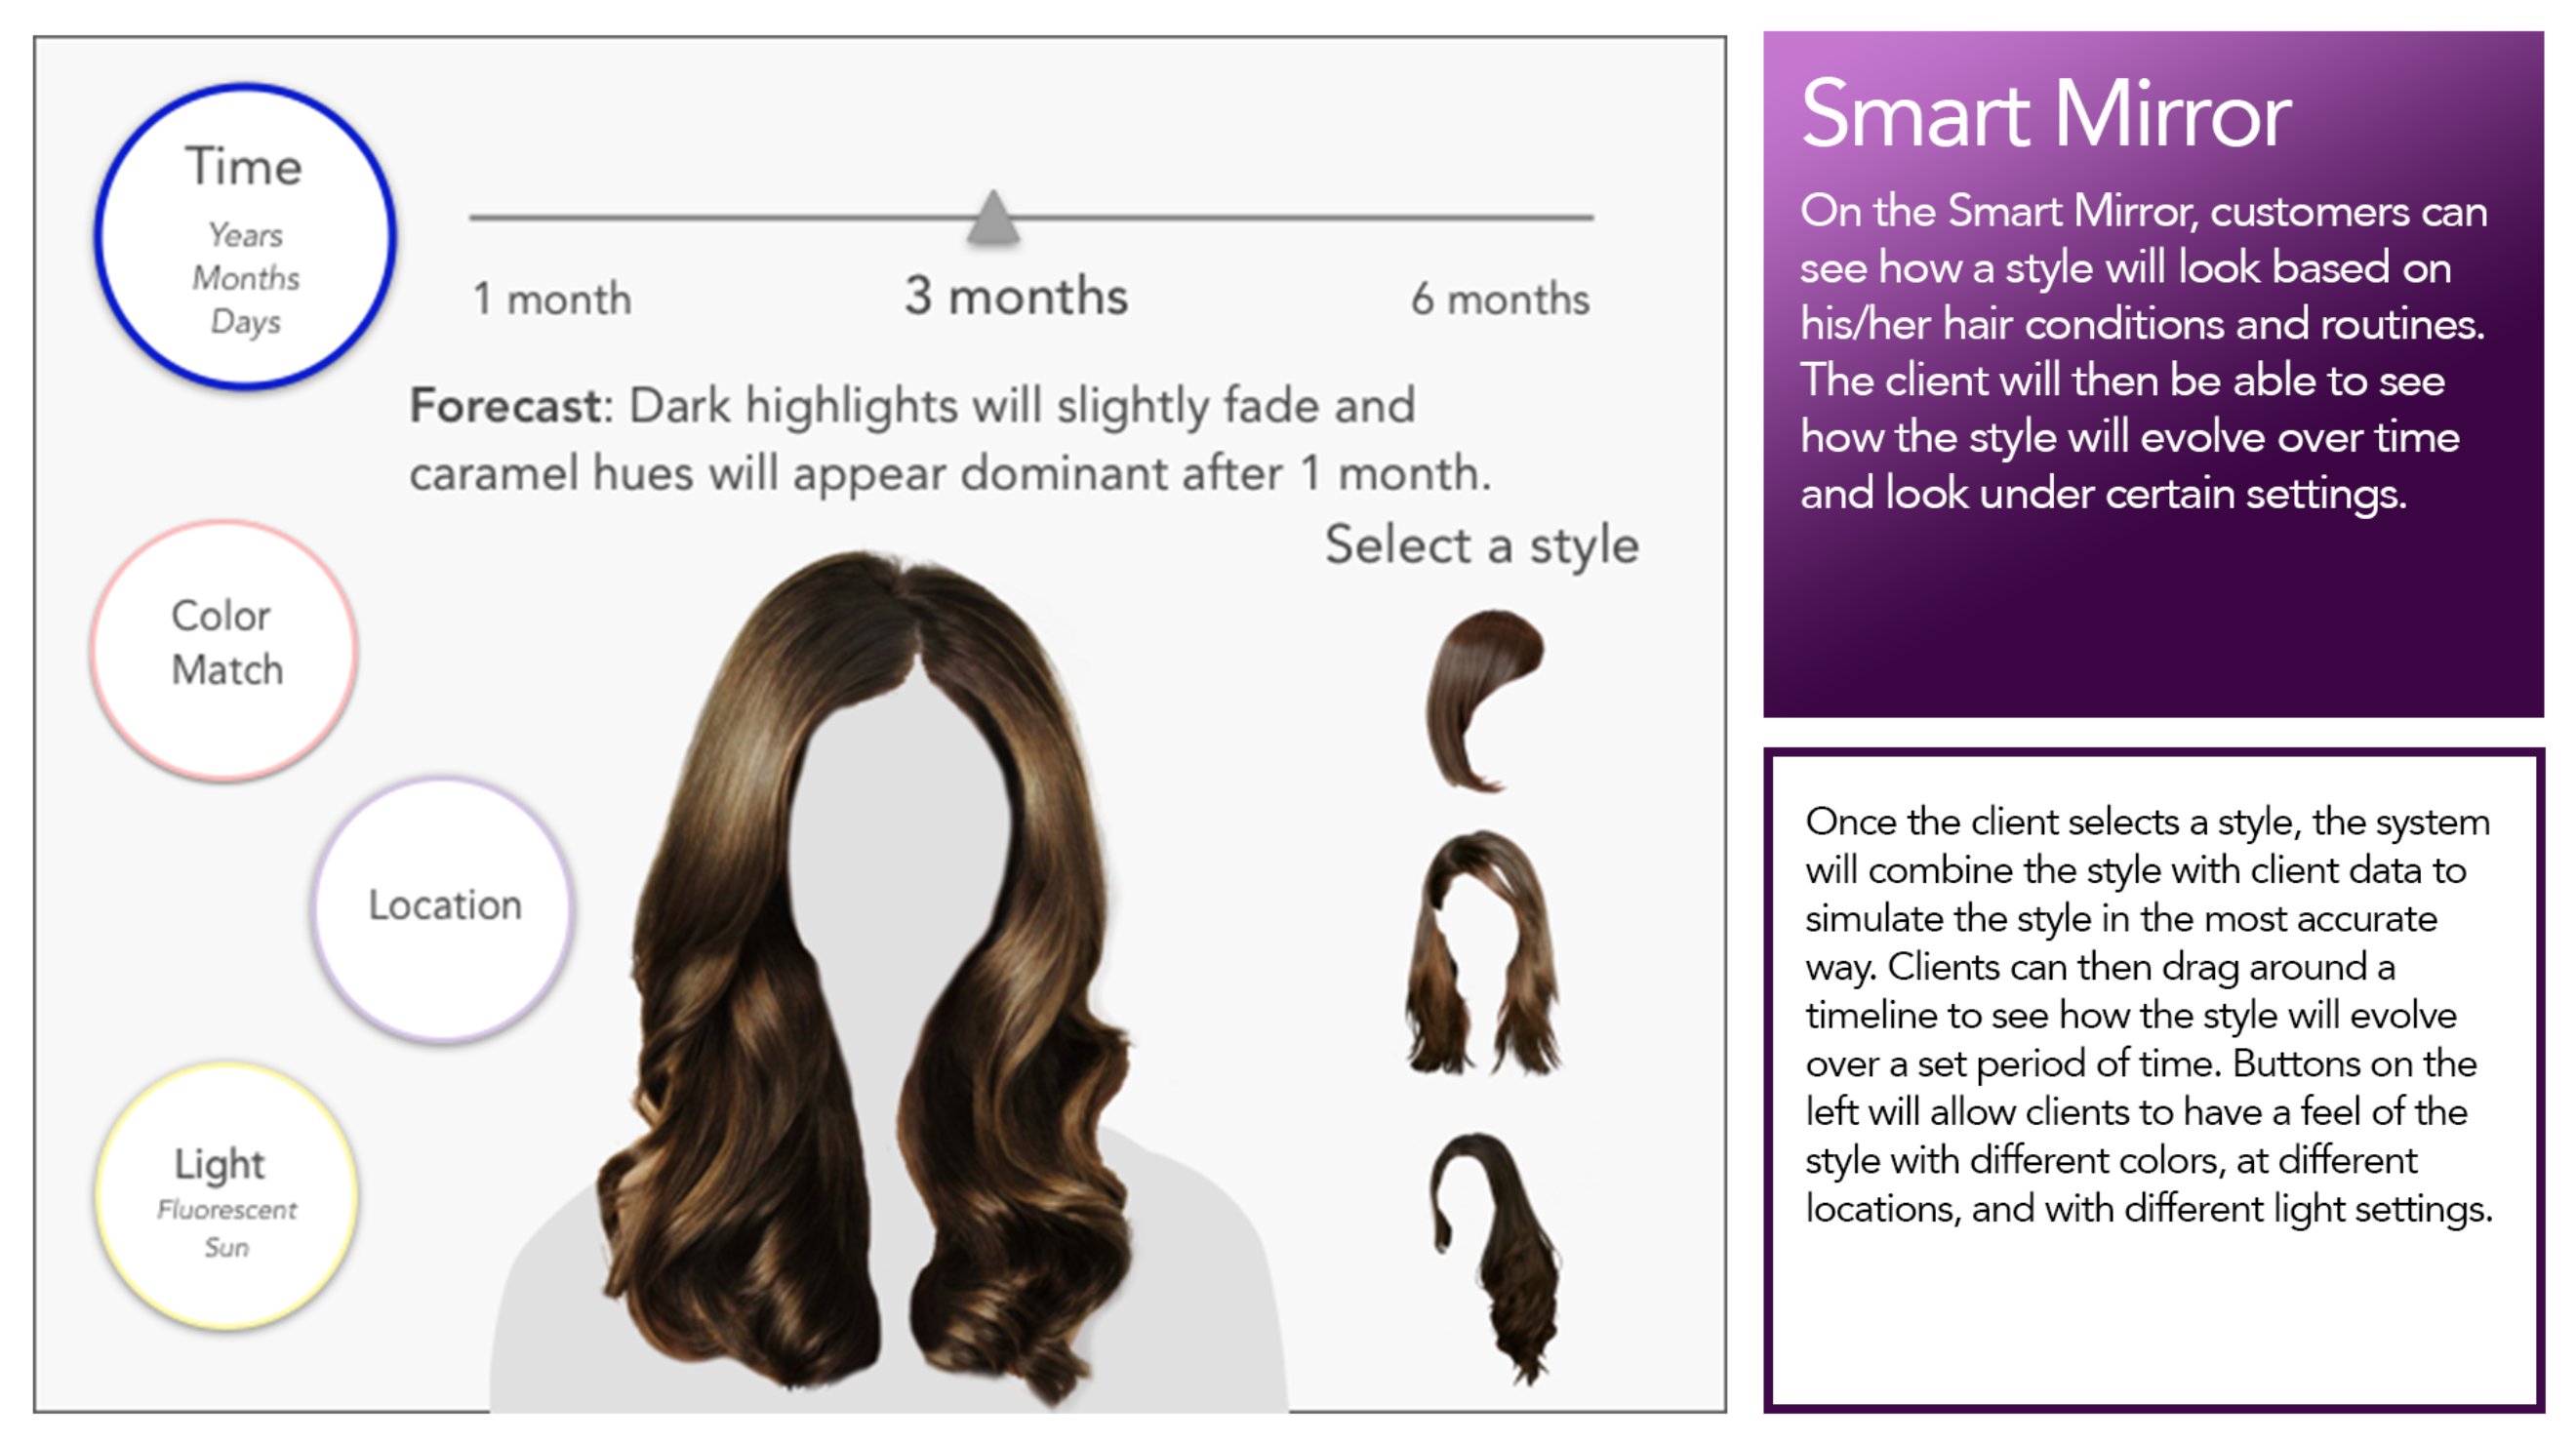 Time
Years
Months
Days
1 month
3 months
6 months
Forecast: Dark highlights will slightly fade and
caramel hues will appear dominant after 1 month.
Select a style
Color
Match
Location
Light
Fluorescent
Sun
Smart Mirror
On the Smart Mirror, customers can
see how a style will look based on
his/her hair conditions and routines.
The client will then be able to see
how the style will evolve over time
and look under certain settings.
Once the client selects a style, the system
will combine the style with client data to
simulate the style in the most accurate
way. Clients can then drag around a
timeline to see how the style will evolve
over a set period of time. Buttons on the
left will allow clients to have a feel of the
style with different colors, at different
locations, and with different light settings.